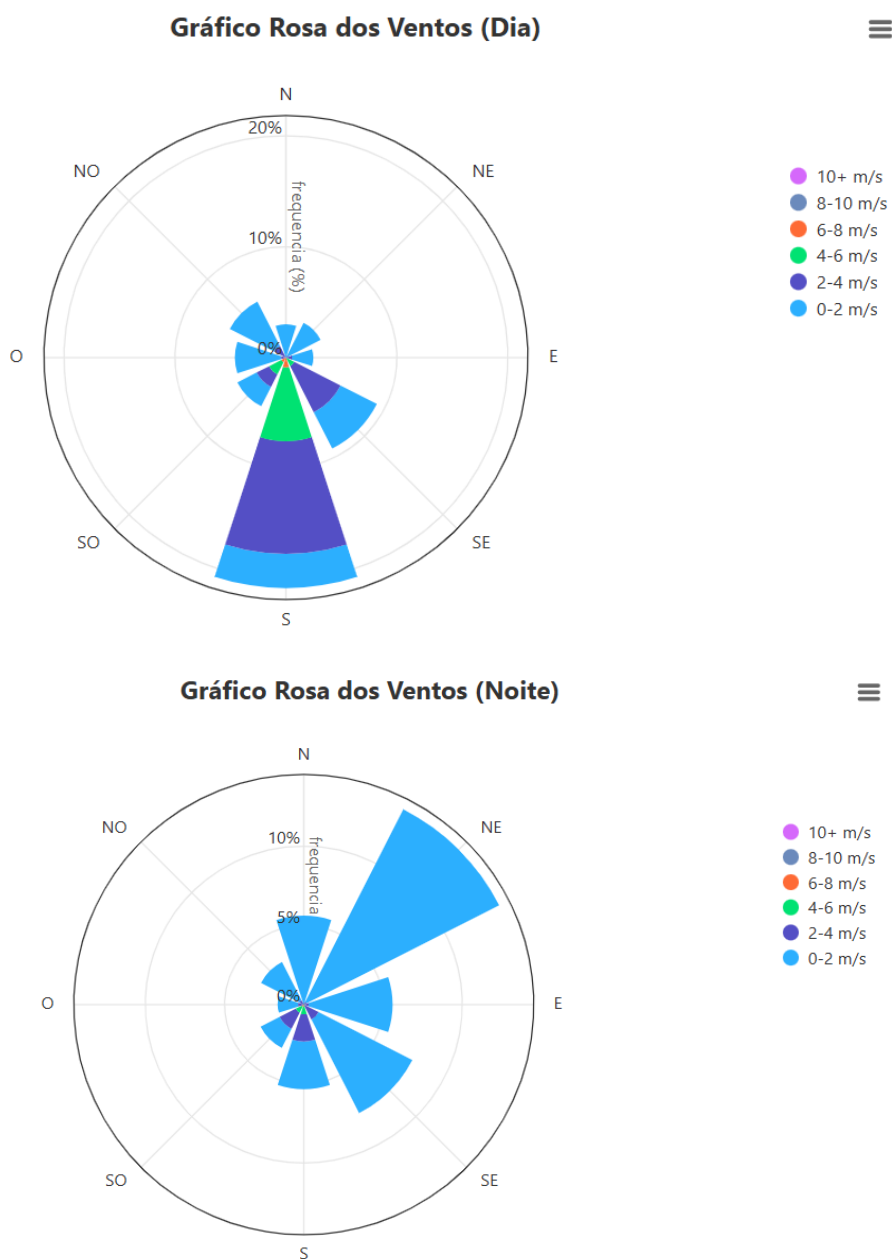 Gráfico Rosa dos Ventos (Dia)
N
20%
NO
NE
frequencia (%)
10%
0%
O
E
SO
SE
S
10+ m/s
8-10 m/s
6-8 m/s
4-6 m/s
2-4 m/s
0-2 m/s
Gráfico Rosa dos Ventos (Noite)
N
NO
NE
10%
frequencia
5%
0%
O
E
SO
SE
S
10+ m/s
8-10 m/s
6-8 m/s
4-6 m/s
2-4 m/s
0-2 m/s